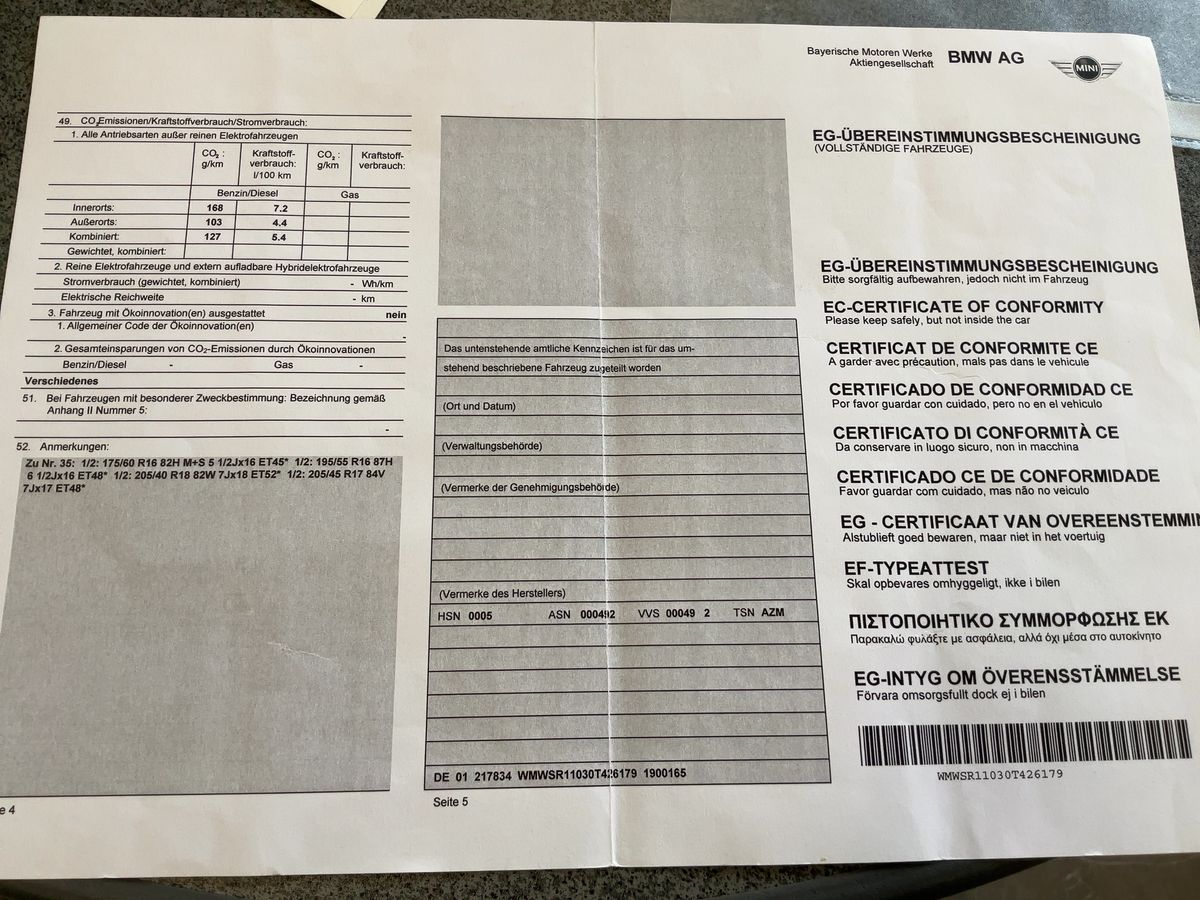 49. CO₂Emissionen/Kraftstoffverbrauch/Stromverbrauch:
1. Alle Antriebsarten außer reinen Elektrofahrzeugen
CO₂ : g/km Kraftstoff-verbrauch: l/100 km CO₂ : g/km Kraftstoff-verbrauch:
Benzin/Diesel Gas
Innerorts: 168 7.2
Außerorts: 103 4.4
Kombiniert: 127 5.4
Gewichtet, kombiniert:
2. Reine Elektrofahrzeuge und extern aufladbare Hybridelektrofahrzeuge
Stromverbrauch (gewichtet, kombiniert) - Wh/km
Elektrische Reichweite - km
3. Fahrzeug mit Ökoinnovation(en) ausgestattet nein
1. Allgemeiner Code der Ökoinnovation(en)
-
2. Gesamteinsparungen von CO₂-Emissionen durch Ökoinnovationen
Benzin/Diesel - Gas -
Verschiedenes
51. Bei Fahrzeugen mit besonderer Zweckbestimmung: Bezeichnung gemäß
Anhang II Nummer 5:
-
52. Anmerkungen:
Zu Nr. 35: 1/2: 175/60 R16 82H M+S 5 1/2Jx16 ET45* 1/2: 195/55 R16 87H
6 1/2Jx16 ET48* 1/2: 205/40 R18 82W 7Jx18 ET52* 1/2: 205/45 R17 84V
7Jx17 ET48*
e 4
Das untenstehende amtliche Kennzeichen ist für das um-
stehend beschriebene Fahrzeug zugeteilt worden
(Ort und Datum)
(Verwaltungsbehörde)
(Vermerke der Genehmigungsbehörde)
(Vermerke des Herstellers)
HSN 0005 ASN 000492 VVS 00049 2 TSN AZM
DE 01 217834 WMWSR11030T426179 1900165
Seite 5
Bayerische Motoren Werke
Aktiengesellschaft
BMW AG
MINI
EG-ÜBEREINSTIMMUNGSBESCHEINIGUNG
(VOLLSTÄNDIGE FAHRZEUGE)
EG-ÜBEREINSTIMMUNGSBESCHEINIGUNG
Bitte sorgfältig aufbewahren, jedoch nicht im Fahrzeug
EC-CERTIFICATE OF CONFORMITY
Please keep safely, but not inside the car
CERTIFICAT DE CONFORMITE CE
A garder avec précaution, mais pas dans le vehicule
CERTIFICADO DE CONFORMIDAD CE
Por favor guardar con cuidado, pero no en el vehiculo
CERTIFICATO DI CONFORMITÀ CE
Da conservare in luogo sicuro, non in macchina
CERTIFICADO CE DE CONFORMIDADE
Favor guardar com cuidado, mas não no veiculo
EG - CERTIFICAAT VAN OVEREENSTEMMIN
Alstublieft goed bewaren, maar niet in het voertuig
EF-TYPEATTEST
Skal opbevares omhyggeligt, ikke i bilen
ΠΙΣΤΟΠΟΙΗΤΙΚΟ ΣΥΜΜΟΡΦΩΣΗΣ ΕΚ
Παρακαλώ φυλάξτε με ασφάλεια, αλλά όχι μέσα στο αυτοκίνητο
EG-INTYG OM ÖVERENSSTÄMMELSE
Förvara omsorgsfullt dock ej i bilen
WMWSR11030T426179